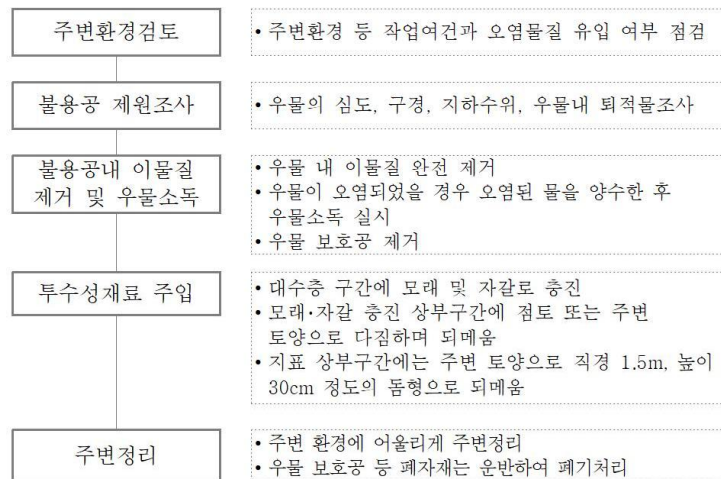 주변환경검토
• 주변환경 등 작업여건과 오염물질 유입 여부 점검
불용공 제원조사
• 우물의 심도, 구경, 지하수위, 우물내 퇴적물조사
불용공내 이물질
제거 및 우물소독
• 우물 내 이물질 완전 제거
• 우물이 오염되었을 경우 오염된 물을 양수한 후
우물소독 실시
• 우물 보호공 제거
투수성재료 주입
• 대수층 구간에 모래 및 자갈로 충진
• 모래·자갈 충진 상부구간에 점토 또는 주변
토양으로 다짐하며 되메움
• 지표 상부구간에는 주변 토양으로 직경 1.5m, 높이
30cm 정도의 돔형으로 되메움
주변정리
• 주변 환경에 어울리게 주변정리
• 우물 보호공 등 폐자재는 운반하여 폐기처리